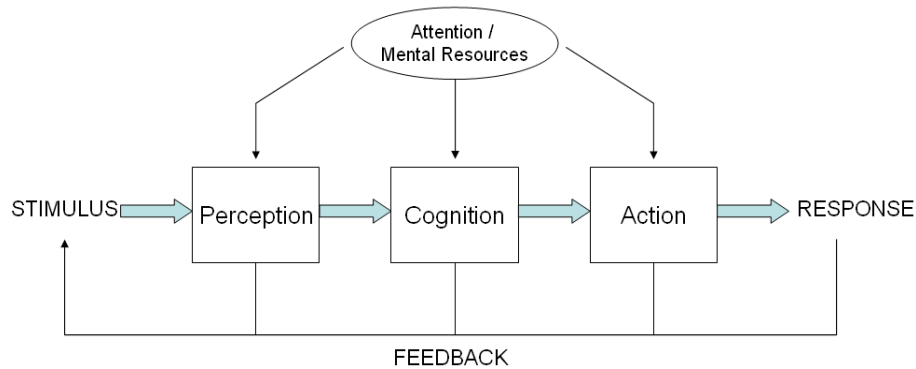 Attention /
Mental Resources
STIMULUS
Perception
Cognition
Action
RESPONSE
FEEDBACK